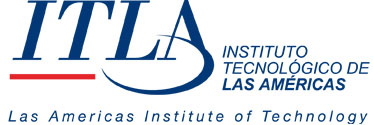 ITLA
INSTITUTO
TECNOLÓGICO DE
LAS AMÉRICAS
Las Americas Institute of Technology